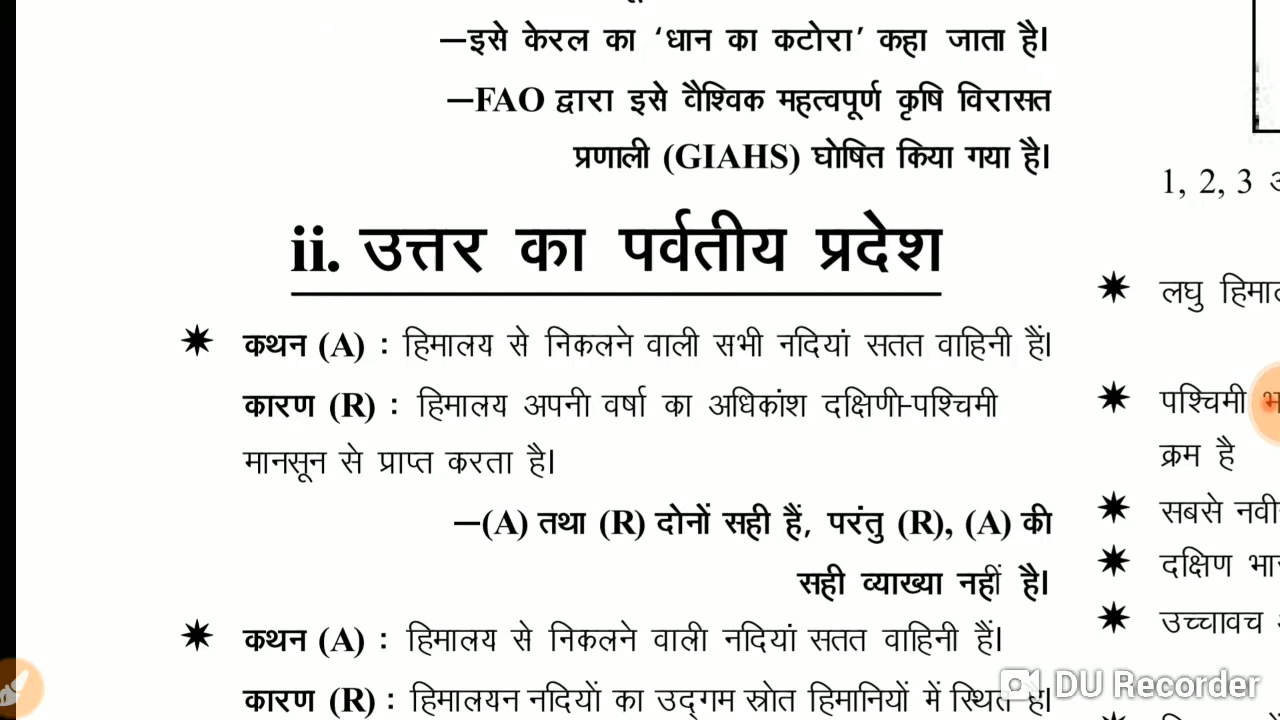 —इसे केरल का ‘धान का कटोरा’ कहा जाता है।
—FAO द्वारा इसे वैश्विक महत्वपूर्ण कृषि विरासत
प्रणाली (GIAHS) घोषित किया गया है।
ii. उत्तर का पर्वतीय प्रदेश
✷ कथन (A) : हिमालय से निकलने वाली सभी नदियां सतत वाहिनी हैं।
कारण (R) : हिमालय अपनी वर्षा का अधिकांश दक्षिणी-पश्चिमी
मानसून से प्राप्त करता है।
—(A) तथा (R) दोनों सही हैं, परंतु (R), (A) की
सही व्याख्या नहीं है।
✷ कथन (A) : हिमालय से निकलने वाली नदियां सतत वाहिनी हैं।
कारण (R) : हिमालयन नदियों का उद्गम स्रोत हिमानियों में स्थित है।
1, 2, 3
✷ लघु
✷ पश्चिमी
क्रम है
✷ सबसे
✷ दक्षिण
✷ उच्चावच
DU Recorder